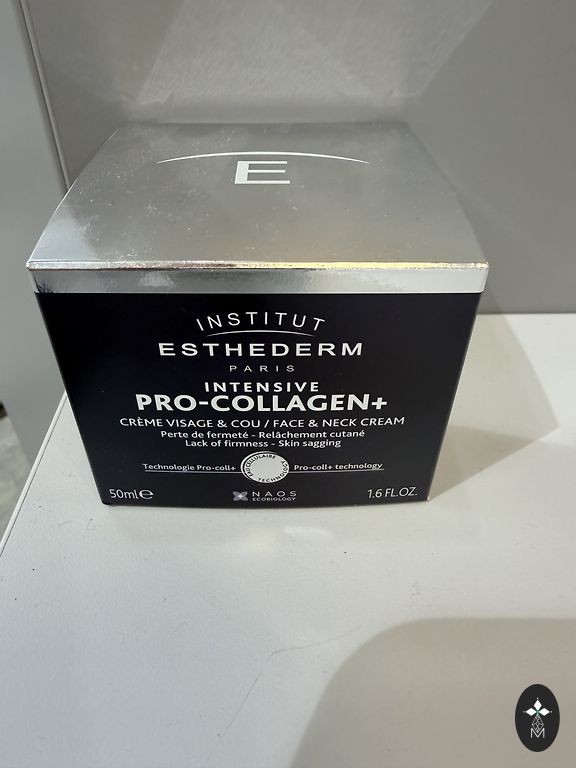 E
INSTITUT
ESTHEDERM
PARIS
INTENSIVE
PRO-COLLAGEN+
CRÈME VISAGE & COU / FACE & NECK CREAM
Perte de fermeté - Relâchement cutané
Lack of firmness - Skin sagging
Technologie Pro-coll+
Pro-coll+ technology
50ml℮
NAOS
ECOBIOLOGY
1.6 FL.OZ.
M